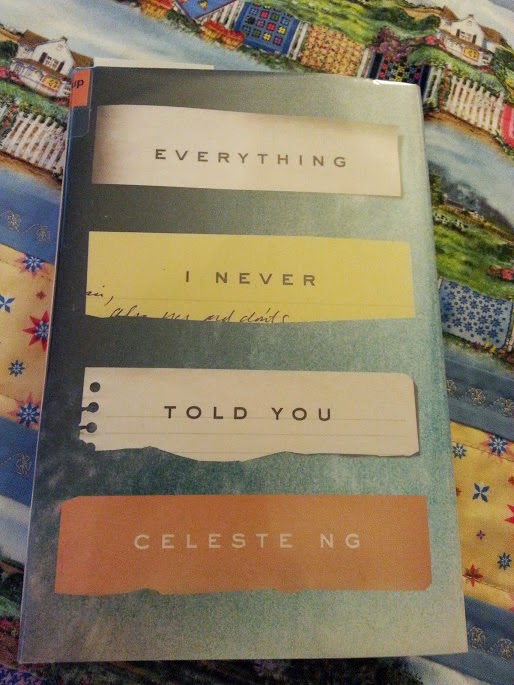 EVERYTHING
I NEVER
TOLD YOU
CELESTE NG